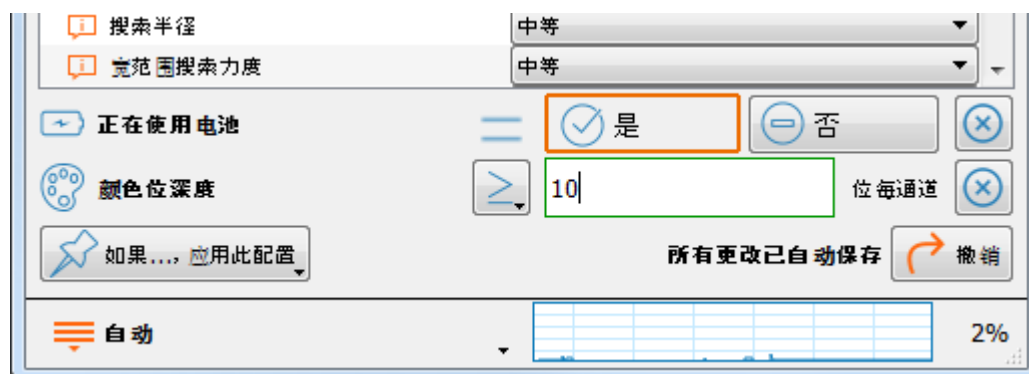 搜索半径 中等
宽范围搜索力度 中等
正在使用电池 是 否
颜色位深度 ≥ 10 位每通道
如果..., 应用此配置 所有更改已自动保存 撤销
自动 2%